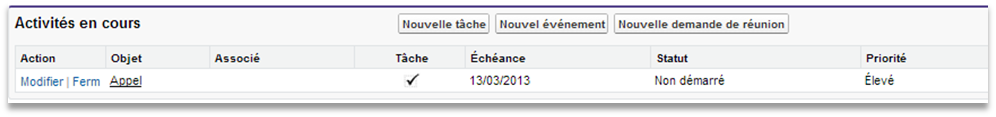 Activités en cours Nouvelle tâche Nouvel événement Nouvelle demande de réunion
Action Objet Associé Tâche Échéance Statut Priorité
Modifier | Ferm Appel 13/03/2013 Non démarré Élevé